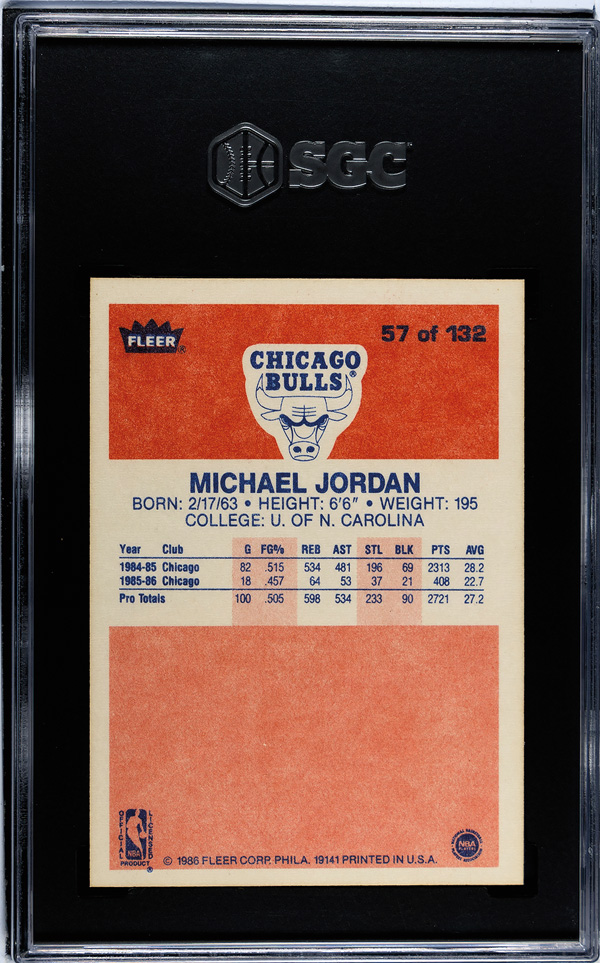 SGC
FLEER®
57 of 132
CHICAGO
BULLS®
MICHAEL JORDAN
BORN: 2/17/63 • HEIGHT: 6'6" • WEIGHT: 195
COLLEGE: U. OF N. CAROLINA
Year Club G FG% REB AST STL BLK PTS AVG
1984-85 Chicago 82 .515 534 481 196 69 2313 28.2
1985-86 Chicago 18 .457 64 53 37 21 408 22.7
Pro Totals 100 .505 598 534 233 90 2721 27.2
OFFICIAL LICENSED
NBA
PRODUCT®
© 1986 FLEER CORP. PHILA. 19141 PRINTED IN U.S.A.
NBA
PLAYERS